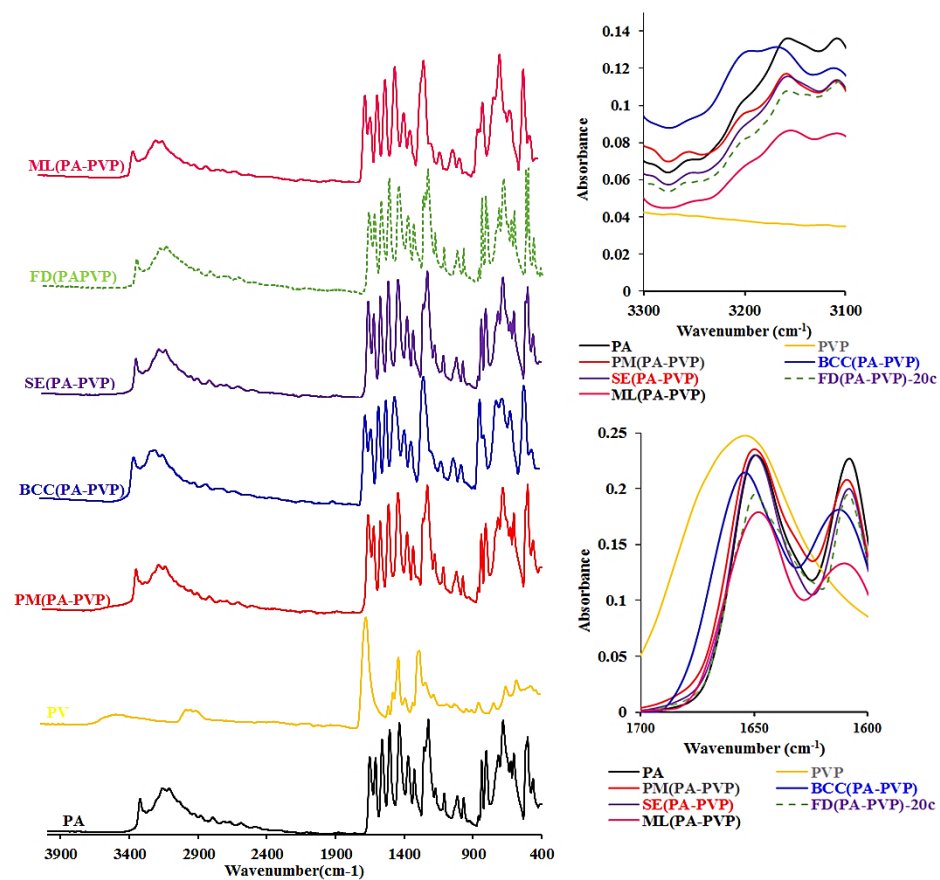 ML(PA-PVP)
FD(PAPVP)
SE(PA-PVP)
BCC(PA-PVP)
PM(PA-PVP)
PV
PA
3900 3400 2900 2400 1900 1400 900 400
Wavenumber(cm-1)
0.14
0.12
0.1
0.08
0.06
0.04
0.02
0
Absorbance
3300 3200 3100
Wavenumber (cm-1)
PA PVP
PM(PA-PVP) BCC(PA-PVP)
SE(PA-PVP) FD(PA-PVP)-20c
ML(PA-PVP)
0.25
0.2
0.15
0.1
0.05
0
Absorbance
1700 1650 1600
Wavenumber (cm-1)
PA PVP
PM(PA-PVP) BCC(PA-PVP)
SE(PA-PVP) FD(PA-PVP)-20c
ML(PA-PVP)